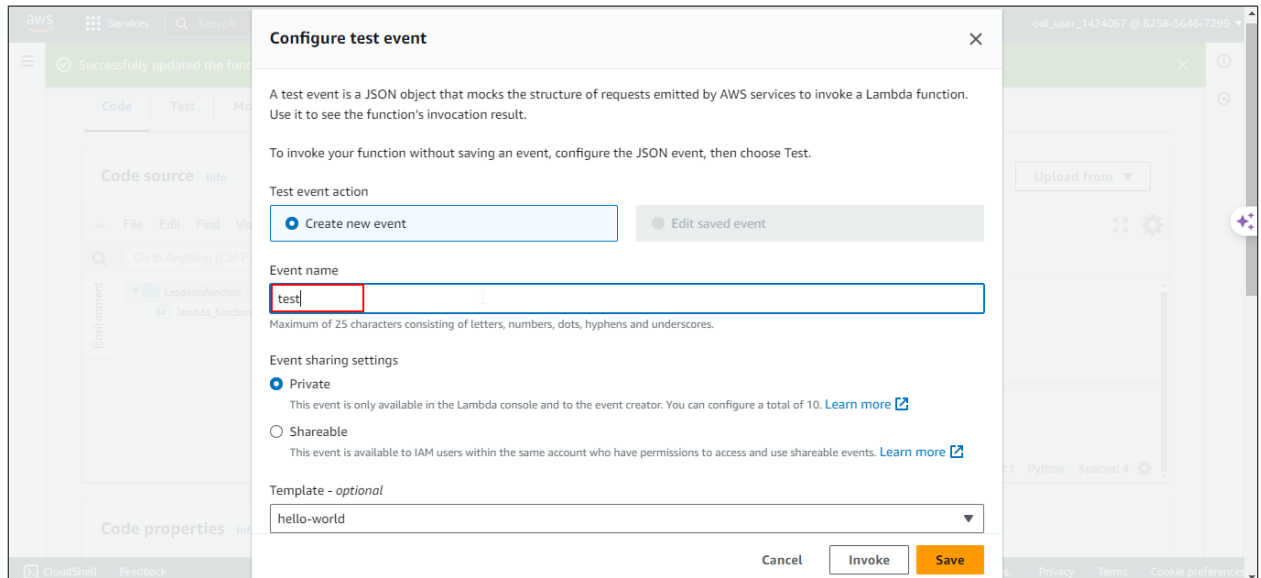 aws
Services
Search
odl_user_1424067 @ 8258-5646-7299
Configure test event
Successfully updated the func
A test event is a JSON object that mocks the structure of requests emitted by AWS services to invoke a Lambda function.
Use it to see the function's invocation result.
Code Test Mo
To invoke your function without saving an event, configure the JSON event, then choose Test.
Code source Info
Upload from
Test event action
Create new event
Edit saved event
File Edit Find Vie
Go to Anything (Ctrl-P
Event name
Environment
Lepdemofunction
test
lambda_function
Maximum of 25 characters consisting of letters, numbers, dots, hyphens and underscores.
Event sharing settings
Private
This event is only available in the Lambda console and to the event creator. You can configure a total of 10. Learn more
Shareable
This event is available to IAM users within the same account who have permissions to access and use shareable events. Learn more
:1 Python Spaces: 4
Template - optional
hello-world
Code properties Inf
Cancel
Invoke
Save
CloudShell Feedback
s. Privacy Terms Cookie preferences